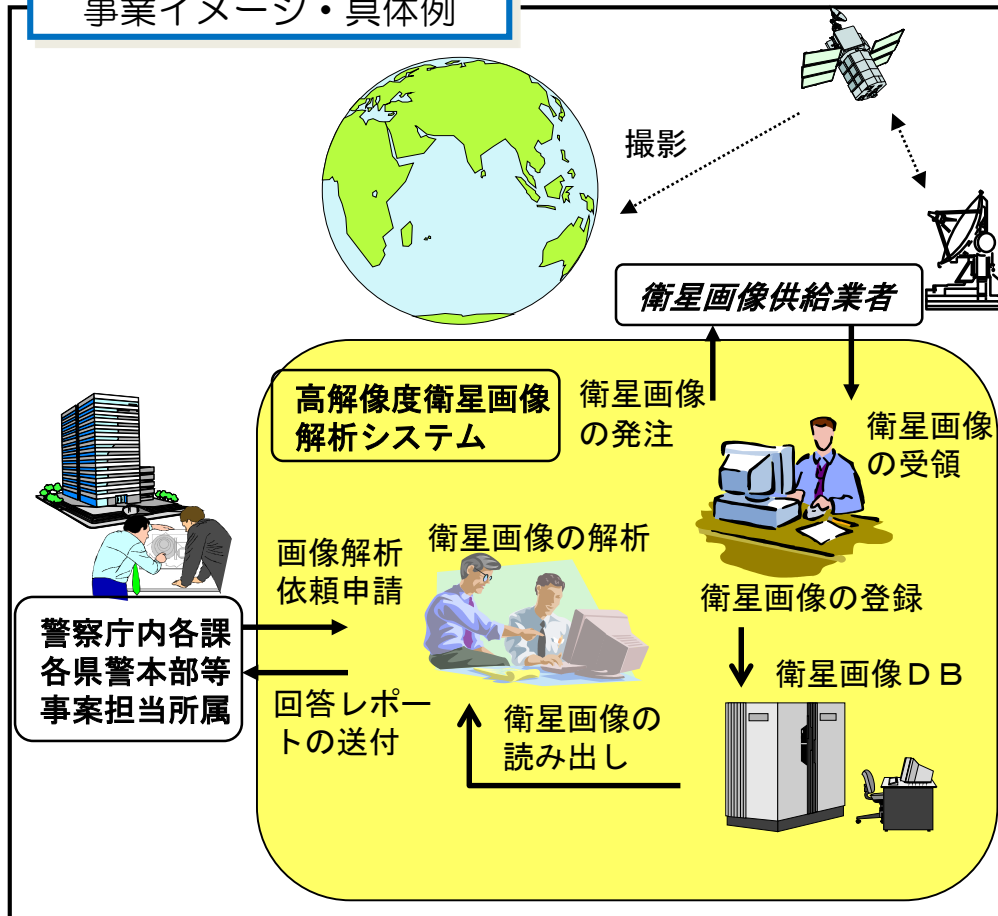 事業イメージ・具体例
撮影
衛星画像供給業者
高解像度衛星画像
解析システム
衛星画像
の発注
衛星画像
の受領
画像解析
依頼申請
衛星画像の解析
衛星画像の登録
警察庁内各課
各県警本部等
事案担当所属
回答レポー
トの送付
衛星画像の
読み出し
衛星画像ＤＢ